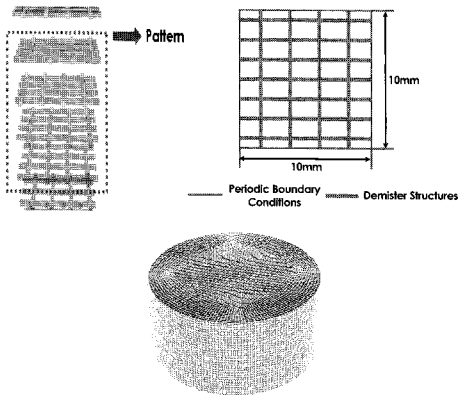 Pattern
10mm
10mm
Periodic Boundary
Conditions
Demister Structures